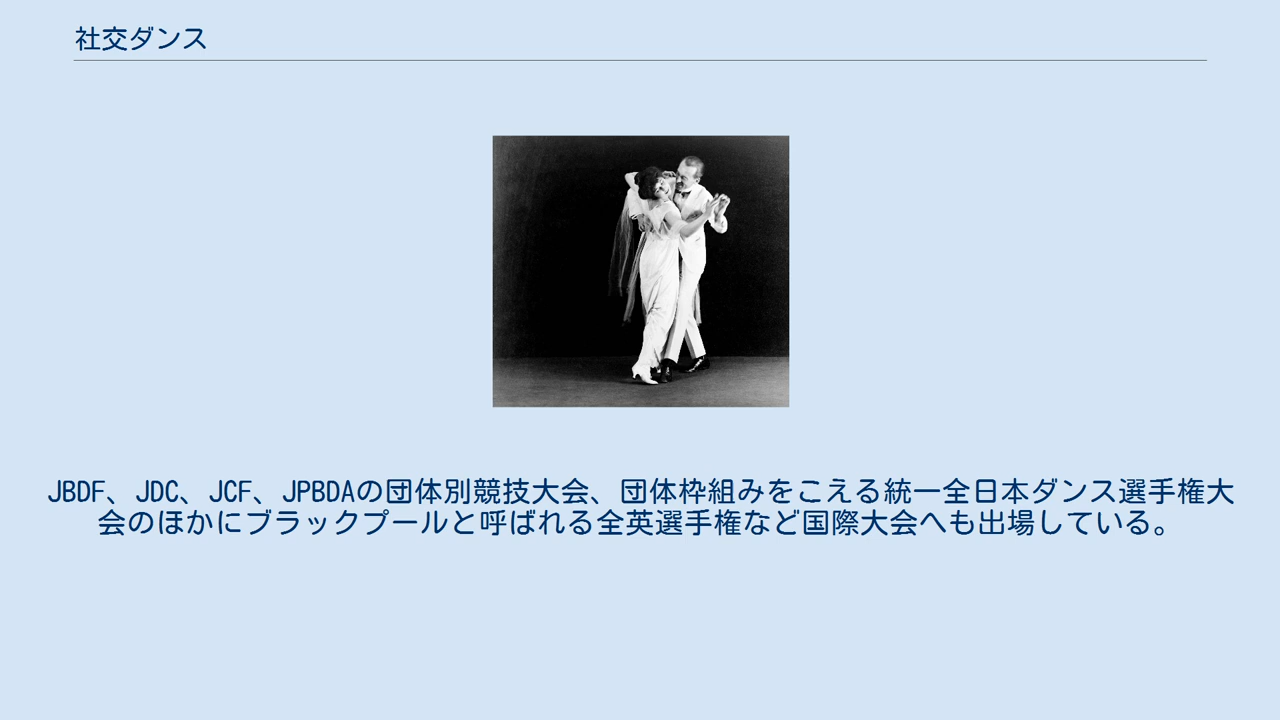 社交ダンス
JBDF、JDC、JCF、JPBDAの団体別競技大会、団体枠組みをこえる統一全日本ダンス選手権大
会のほかにブラックプールと呼ばれる全英選手権など国際大会へも出場している。